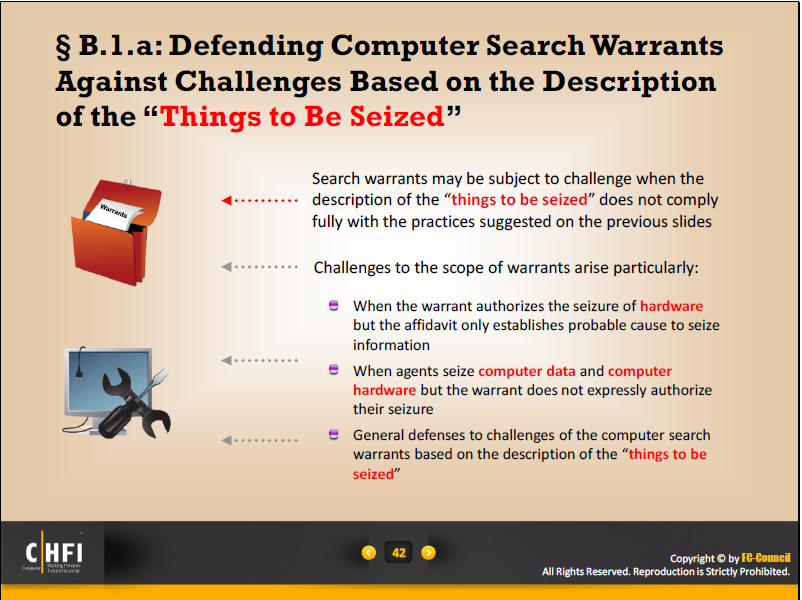 § B.1.a: Defending Computer Search Warrants
Against Challenges Based on the Description
of the “Things to Be Seized”
Warrants
Search warrants may be subject to challenge when the
description of the “things to be seized” does not comply
fully with the practices suggested on the previous slides
Challenges to the scope of warrants arise particularly:
When the warrant authorizes the seizure of hardware
but the affidavit only establishes probable cause to seize
information
When agents seize computer data and computer
hardware but the warrant does not expressly authorize
their seizure
General defenses to challenges of the computer search
warrants based on the description of the “things to be
seized”
CHFI
Computer Hacking Forensic
INVESTIGATOR
42
Copyright © by EC-Council
All Rights Reserved. Reproduction is Strictly Prohibited.